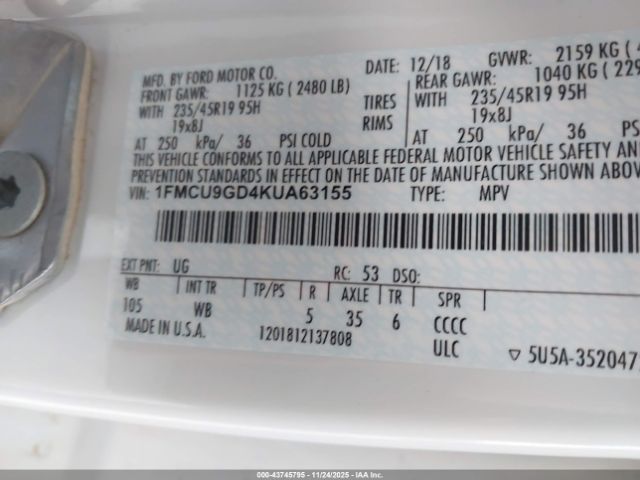 MFD. BY FORD MOTOR CO.
DATE: 12/18 GVWR: 2159 KG
FRONT GAWR: 1125 KG ( 2480 LB)
REAR GAWR: 1040 KG
WITH 235/45R19 95H TIRES WITH 235/45R19 95H
19x8J RIMS 19x8J
AT 250 kPa/ 36 PSI COLD AT 250 kPa/ 36
THIS VEHICLE CONFORMS TO ALL APPLICABLE FEDERAL MOTOR VEHICLE SAFETY AND
PREVENTION STANDARDS IN EFFECT ON THE DATE OF MANUFACTURE SHOWN
VIN: 1FMCU9GD4KUA63155 TYPE: MPV
EXT PNT: UG RC: 53 DSO:
WB INT TR TP/PS R AXLE TR SPR
105 WB 5 35 6 CCCC
MADE IN U.S.A. 1201812137808 ULC
▽ 5U5A-352047
000-43745795 - 11/24/2025 - IAA Corp.